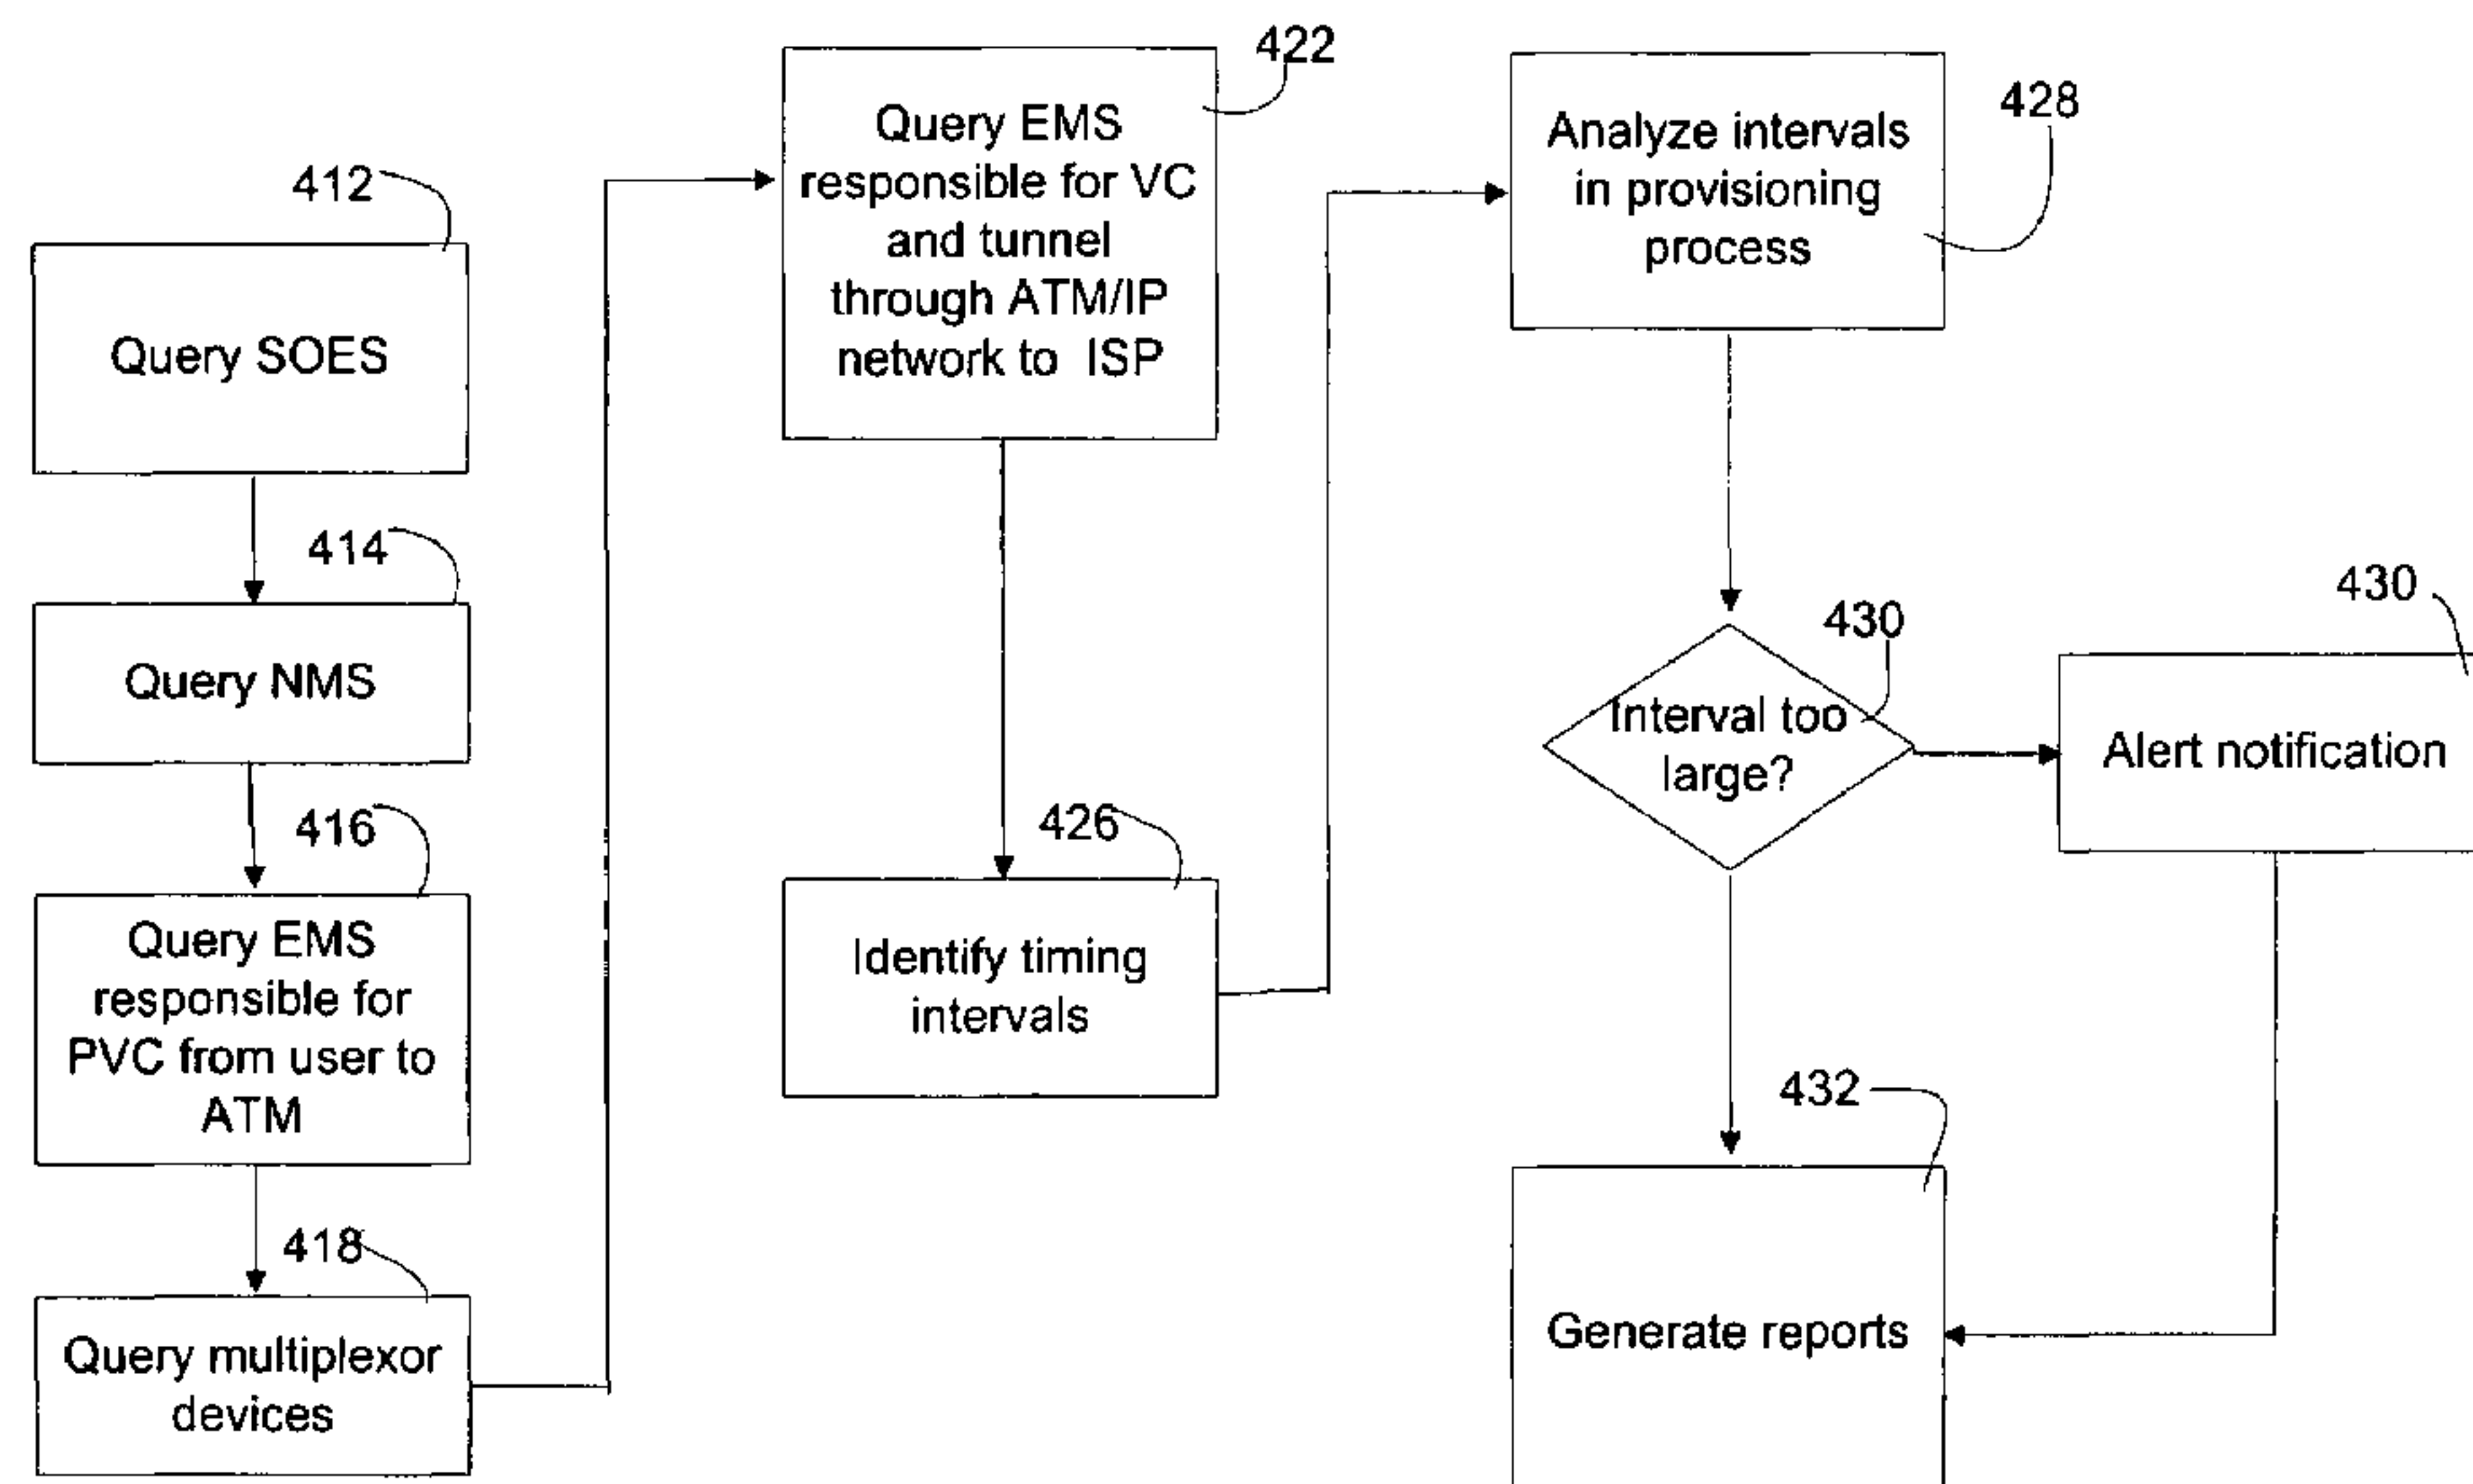 412
Query SOES
414
Query NMS
416
Query EMS
responsible for
PVC from user to
ATM
418
Query multiplexor
devices
422
Query EMS
responsible for VC
and tunnel
through ATM/IP
network to ISP
426
Identify timing
intervals
428
Analyze intervals
in provisioning
process
430
Interval too
large?
430
Alert notification
432
Generate reports